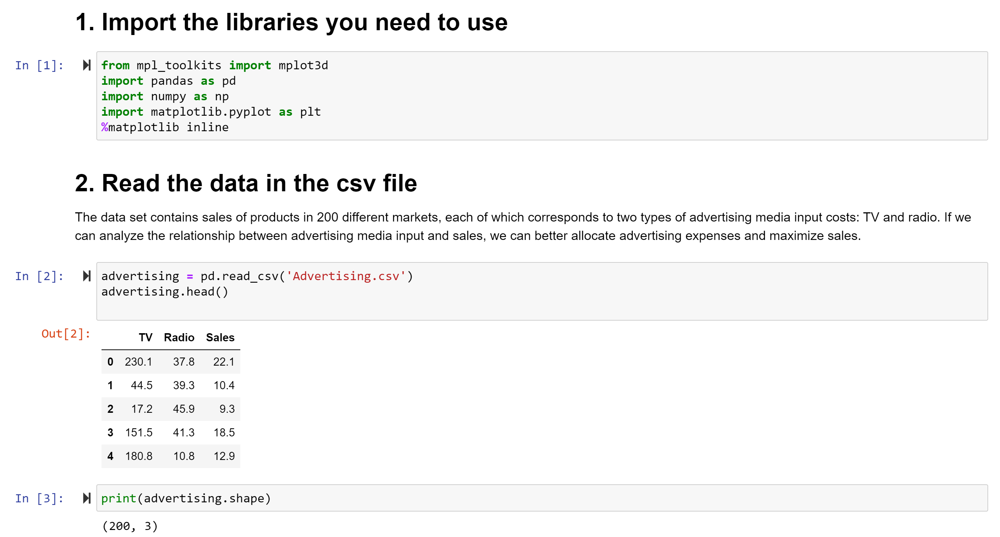 1. Import the libraries you need to use
In [1]:
from mpl_toolkits import mplot3d
import pandas as pd
import numpy as np
import matplotlib.pyplot as plt
%matplotlib inline
2. Read the data in the csv file
The data set contains sales of products in 200 different markets, each of which corresponds to two types of advertising media input costs: TV and radio. If we
can analyze the relationship between advertising media input and sales, we can better allocate advertising expenses and maximize sales.
In [2]:
advertising = pd.read_csv('Advertising.csv')
advertising.head()
Out[2]:
TV Radio Sales
0 230.1 37.8 22.1
1 44.5 39.3 10.4
2 17.2 45.9 9.3
3 151.5 41.3 18.5
4 180.8 10.8 12.9
In [3]:
print(advertising.shape)
(200, 3)